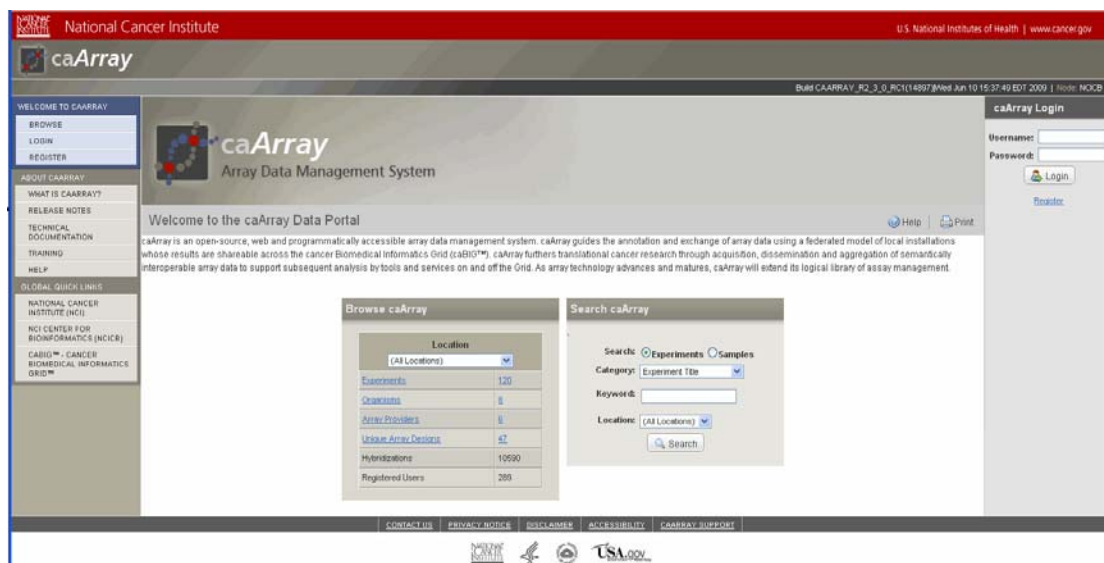 NATIONAL CANCER INSTITUTE
National Cancer Institute
U.S. National Institutes of Health | www.cancer.gov
caArray
Build CAARRAY_R2_3_0_RC1(14897)Wed Jun 10 15:37:49 EDT 2009 | Node: NCICB
WELCOME TO CAARRAY
BROWSE
LOGIN
REGISTER
ABOUT CAARRAY
WHAT IS CAARRAY?
RELEASE NOTES
TECHNICAL
DOCUMENTATION
TRAINING
HELP
GLOBAL QUICK LINKS
NATIONAL CANCER
INSTITUTE (NCI)
NCI CENTER FOR
BIOINFORMATICS (NCICB)
CABIG™ - CANCER
BIOMEDICAL INFORMATICS
GRID™
caArray
Array Data Management System
Welcome to the caArray Data Portal
Help | Print
caArray is an open-source, web and programmatically accessible array data management system. caArray guides the annotation and exchange of array data using a federated model of local installations
whose results are shareable across the cancer Biomedical Informatics Grid (caBIG™). caArray furthers translational cancer research through acquisition, dissemination and aggregation of semantically
interoperable array data to support subsequent analysis by tools and services on and off the Grid. As array technology advances and matures, caArray will extend its logical library of assay management.
Browse caArray
Location
(All Locations)
Experiments 120
Organisms 8
Array Providers 6
Unique Array Designs 47
Hybridizations 10590
Registered Users 289
Search caArray
Search: Experiments Samples
Category: Experiment Title
Keyword:
Location: (All Locations)
Search
caArray Login
Username:
Password:
Login
Register
CONTACT US PRIVACY NOTICE DISCLAIMER ACCESSIBILITY CAARRAY SUPPORT
NATIONAL CANCER INSTITUTE
USA.gov